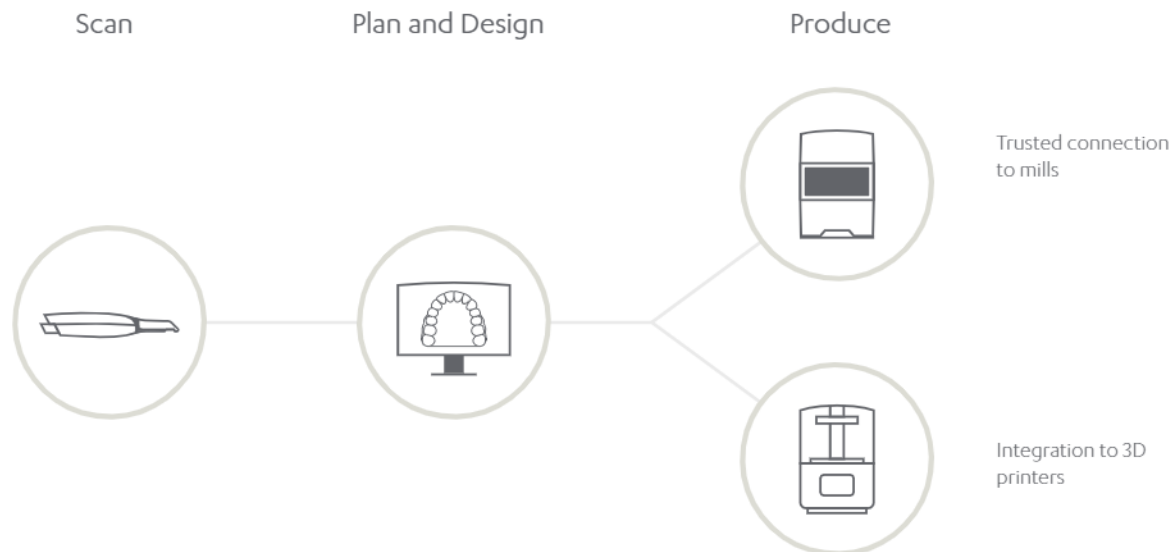 Scan
Plan and Design
Produce
Trusted connection
to mills
Integration to 3D
printers